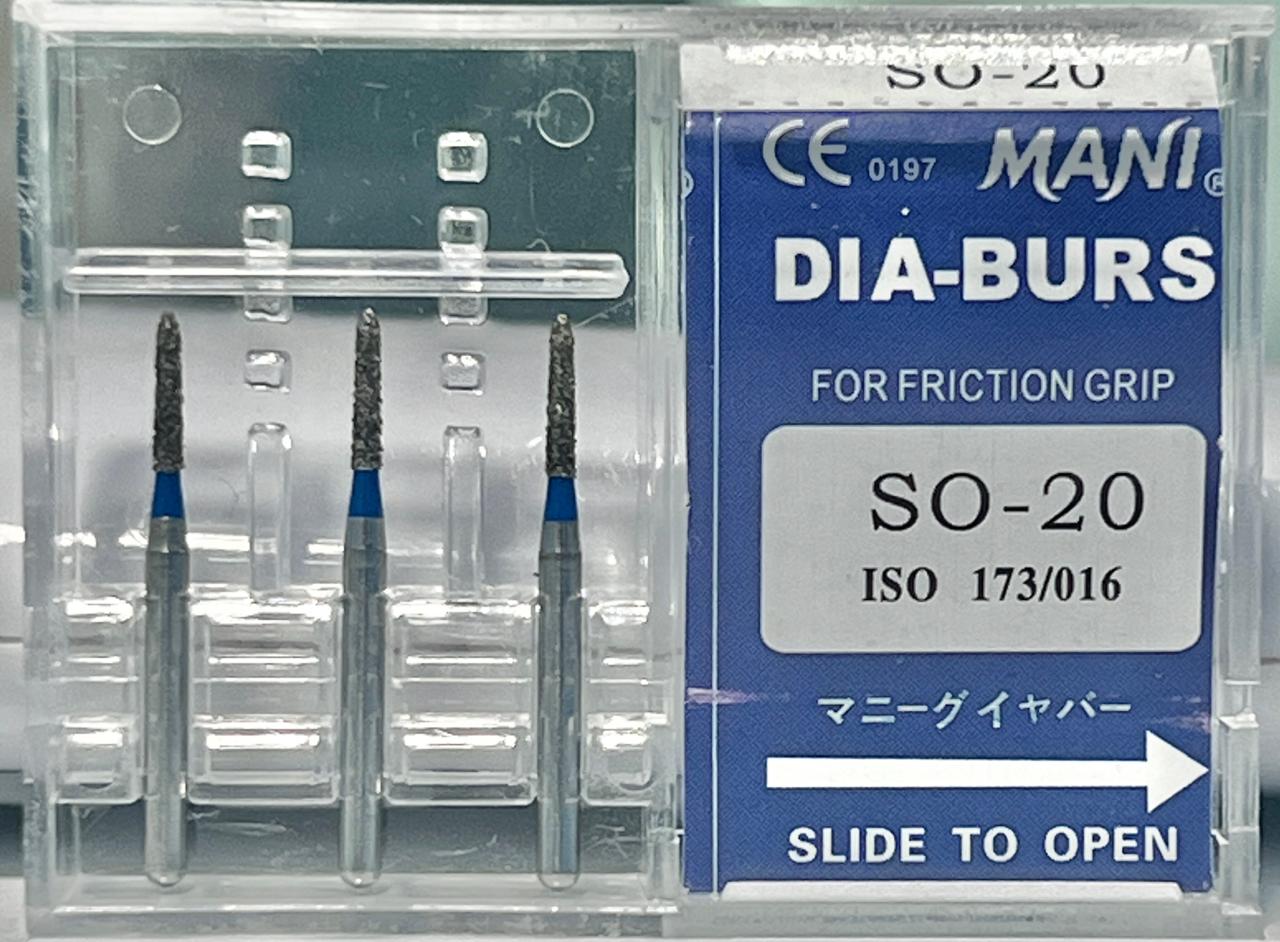 SO-20
CE 0197 MANI®
DIA-BURS
FOR FRICTION GRIP
SO-20
ISO 173/016
マニーグイヤバー
SLIDE TO OPEN